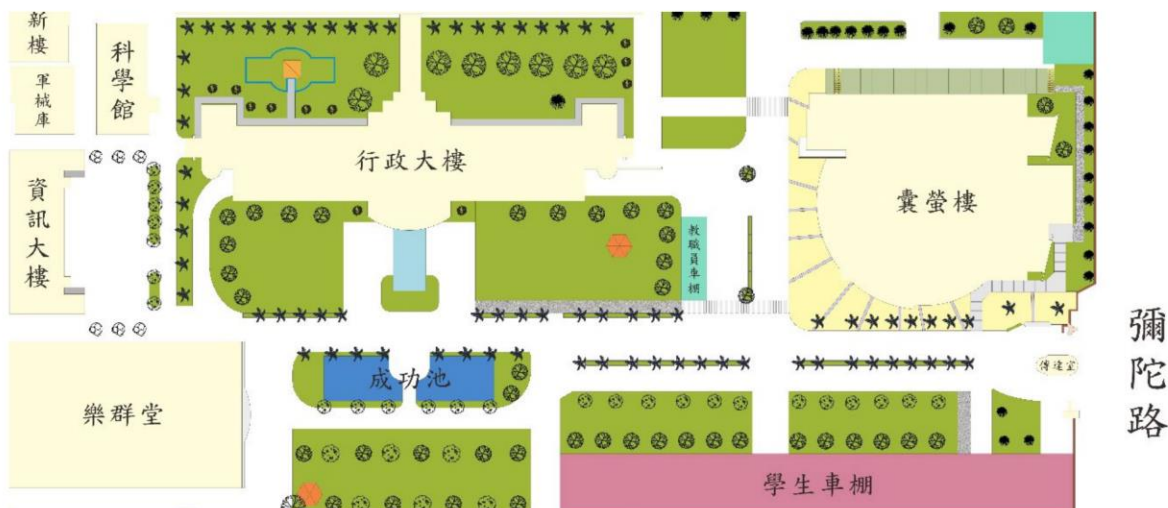 新樓
科學館
軍械庫
行政大樓
資訊大樓
囊螢樓
教職員車棚
彌陀路
成功池
傳達室
樂群堂
學生車棚